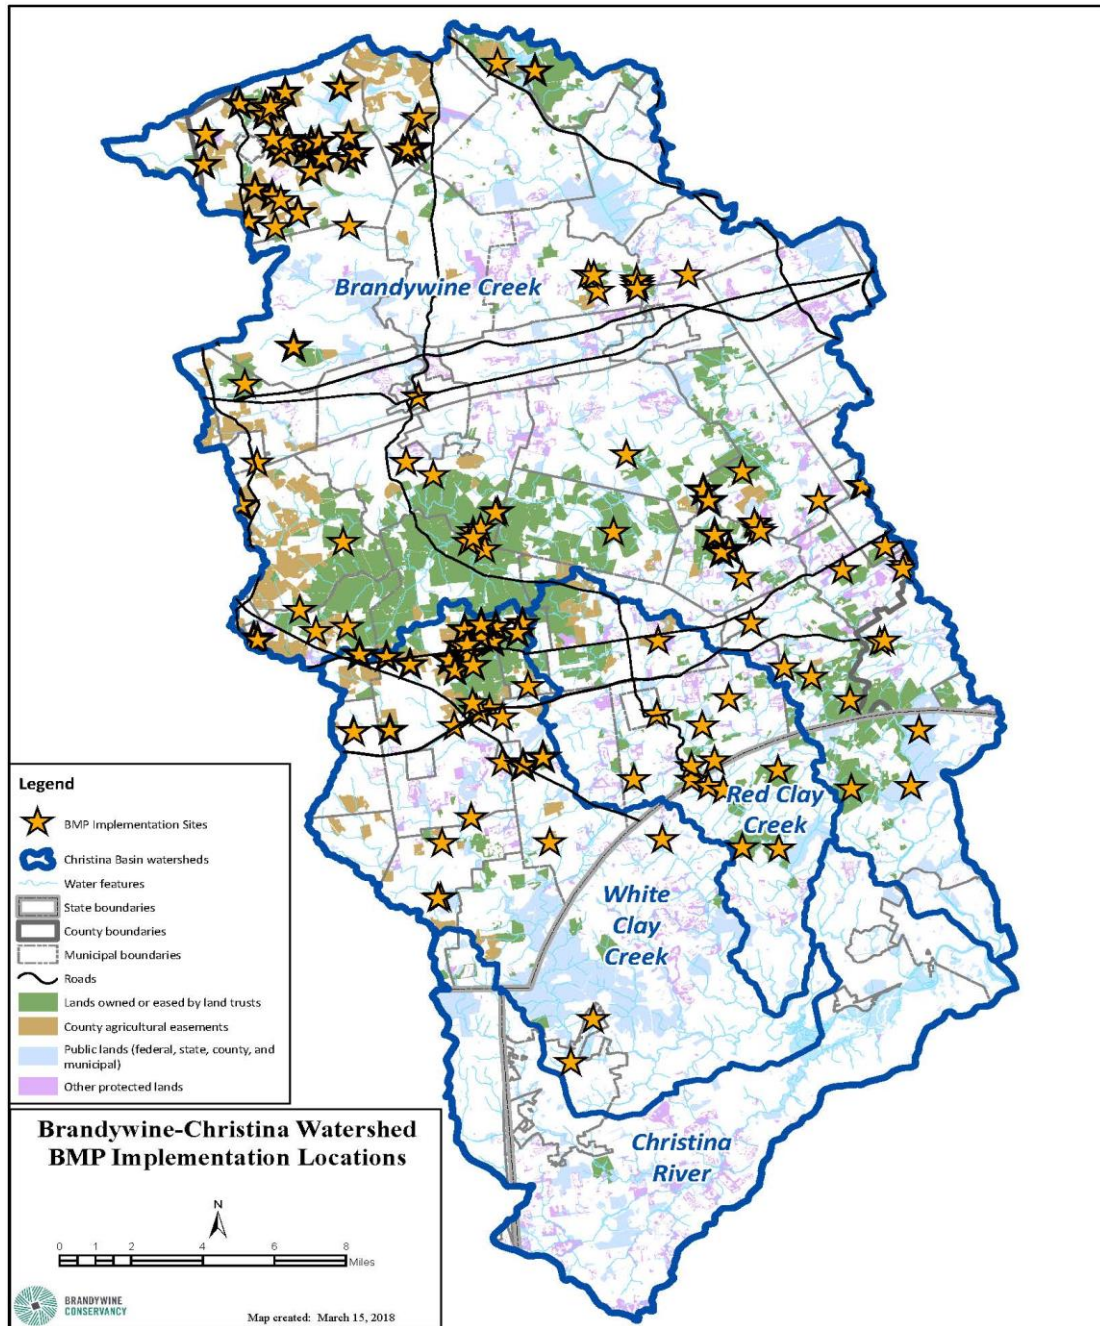 Brandywine Creek
Red Clay
Creek
White
Clay
Creek
Christina
River
Legend
BMP Implementation Sites
Christina Basin watersheds
Water features
State boundaries
County boundaries
Municipal boundaries
Roads
Lands owned or eased by land trusts
County agricultural easements
Public lands (federal, state, county, and
municipal)
Other protected lands
Brandywine-Christina Watershed
BMP Implementation Locations
N
0 1 2 4 6 8
Miles
BRANDYWINE
CONSERVANCY
Map created: March 15, 2018